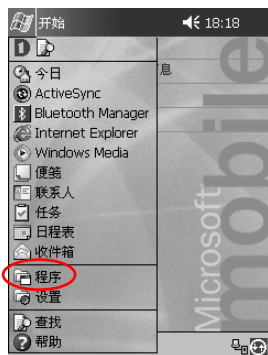 开始 18:18
今日
息
ActiveSync
Bluetooth Manager
Internet Explorer
Windows Media
便笺
联系人
任务
日程表
收件箱
程序
设置
查找
帮助
Microsoft
mobile